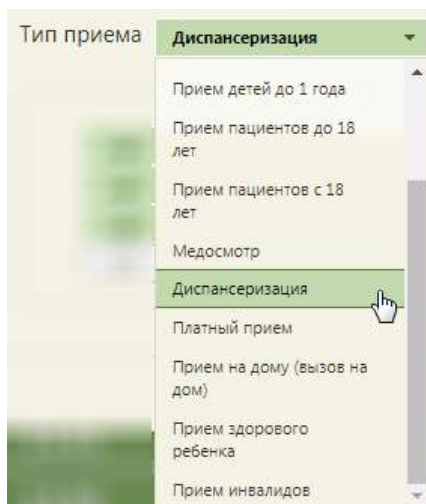 Тип приема Диспансеризация
Прием детей до 1 года
Прием пациентов до 18
лет
Прием пациентов с 18
лет
Медосмотр
Диспансеризация
Платный прием
Прием на дому (вызов на
дом)
Прием здорового
ребенка
Прием инвалидов